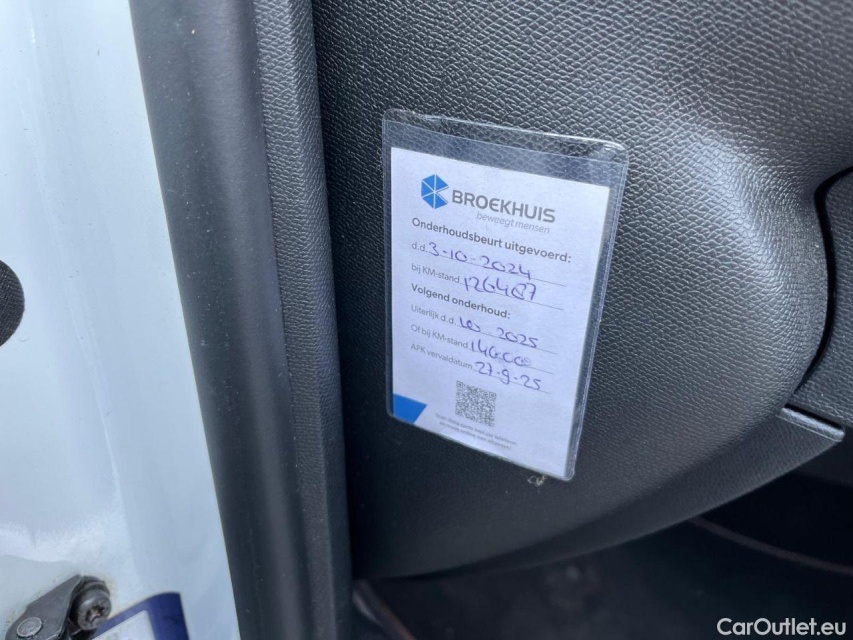 BROEKHUIS
beweegt mensen
Onderhoudsbeurt uitgevoerd:
d.d. 3-10-2024
bij KM-stand 126487
Volgend onderhoud:
Uiterlijk d.d. 10-2025
Of bij KM-stand 146000
APK vervaldatum 27-9-25
CarOutlet.eu